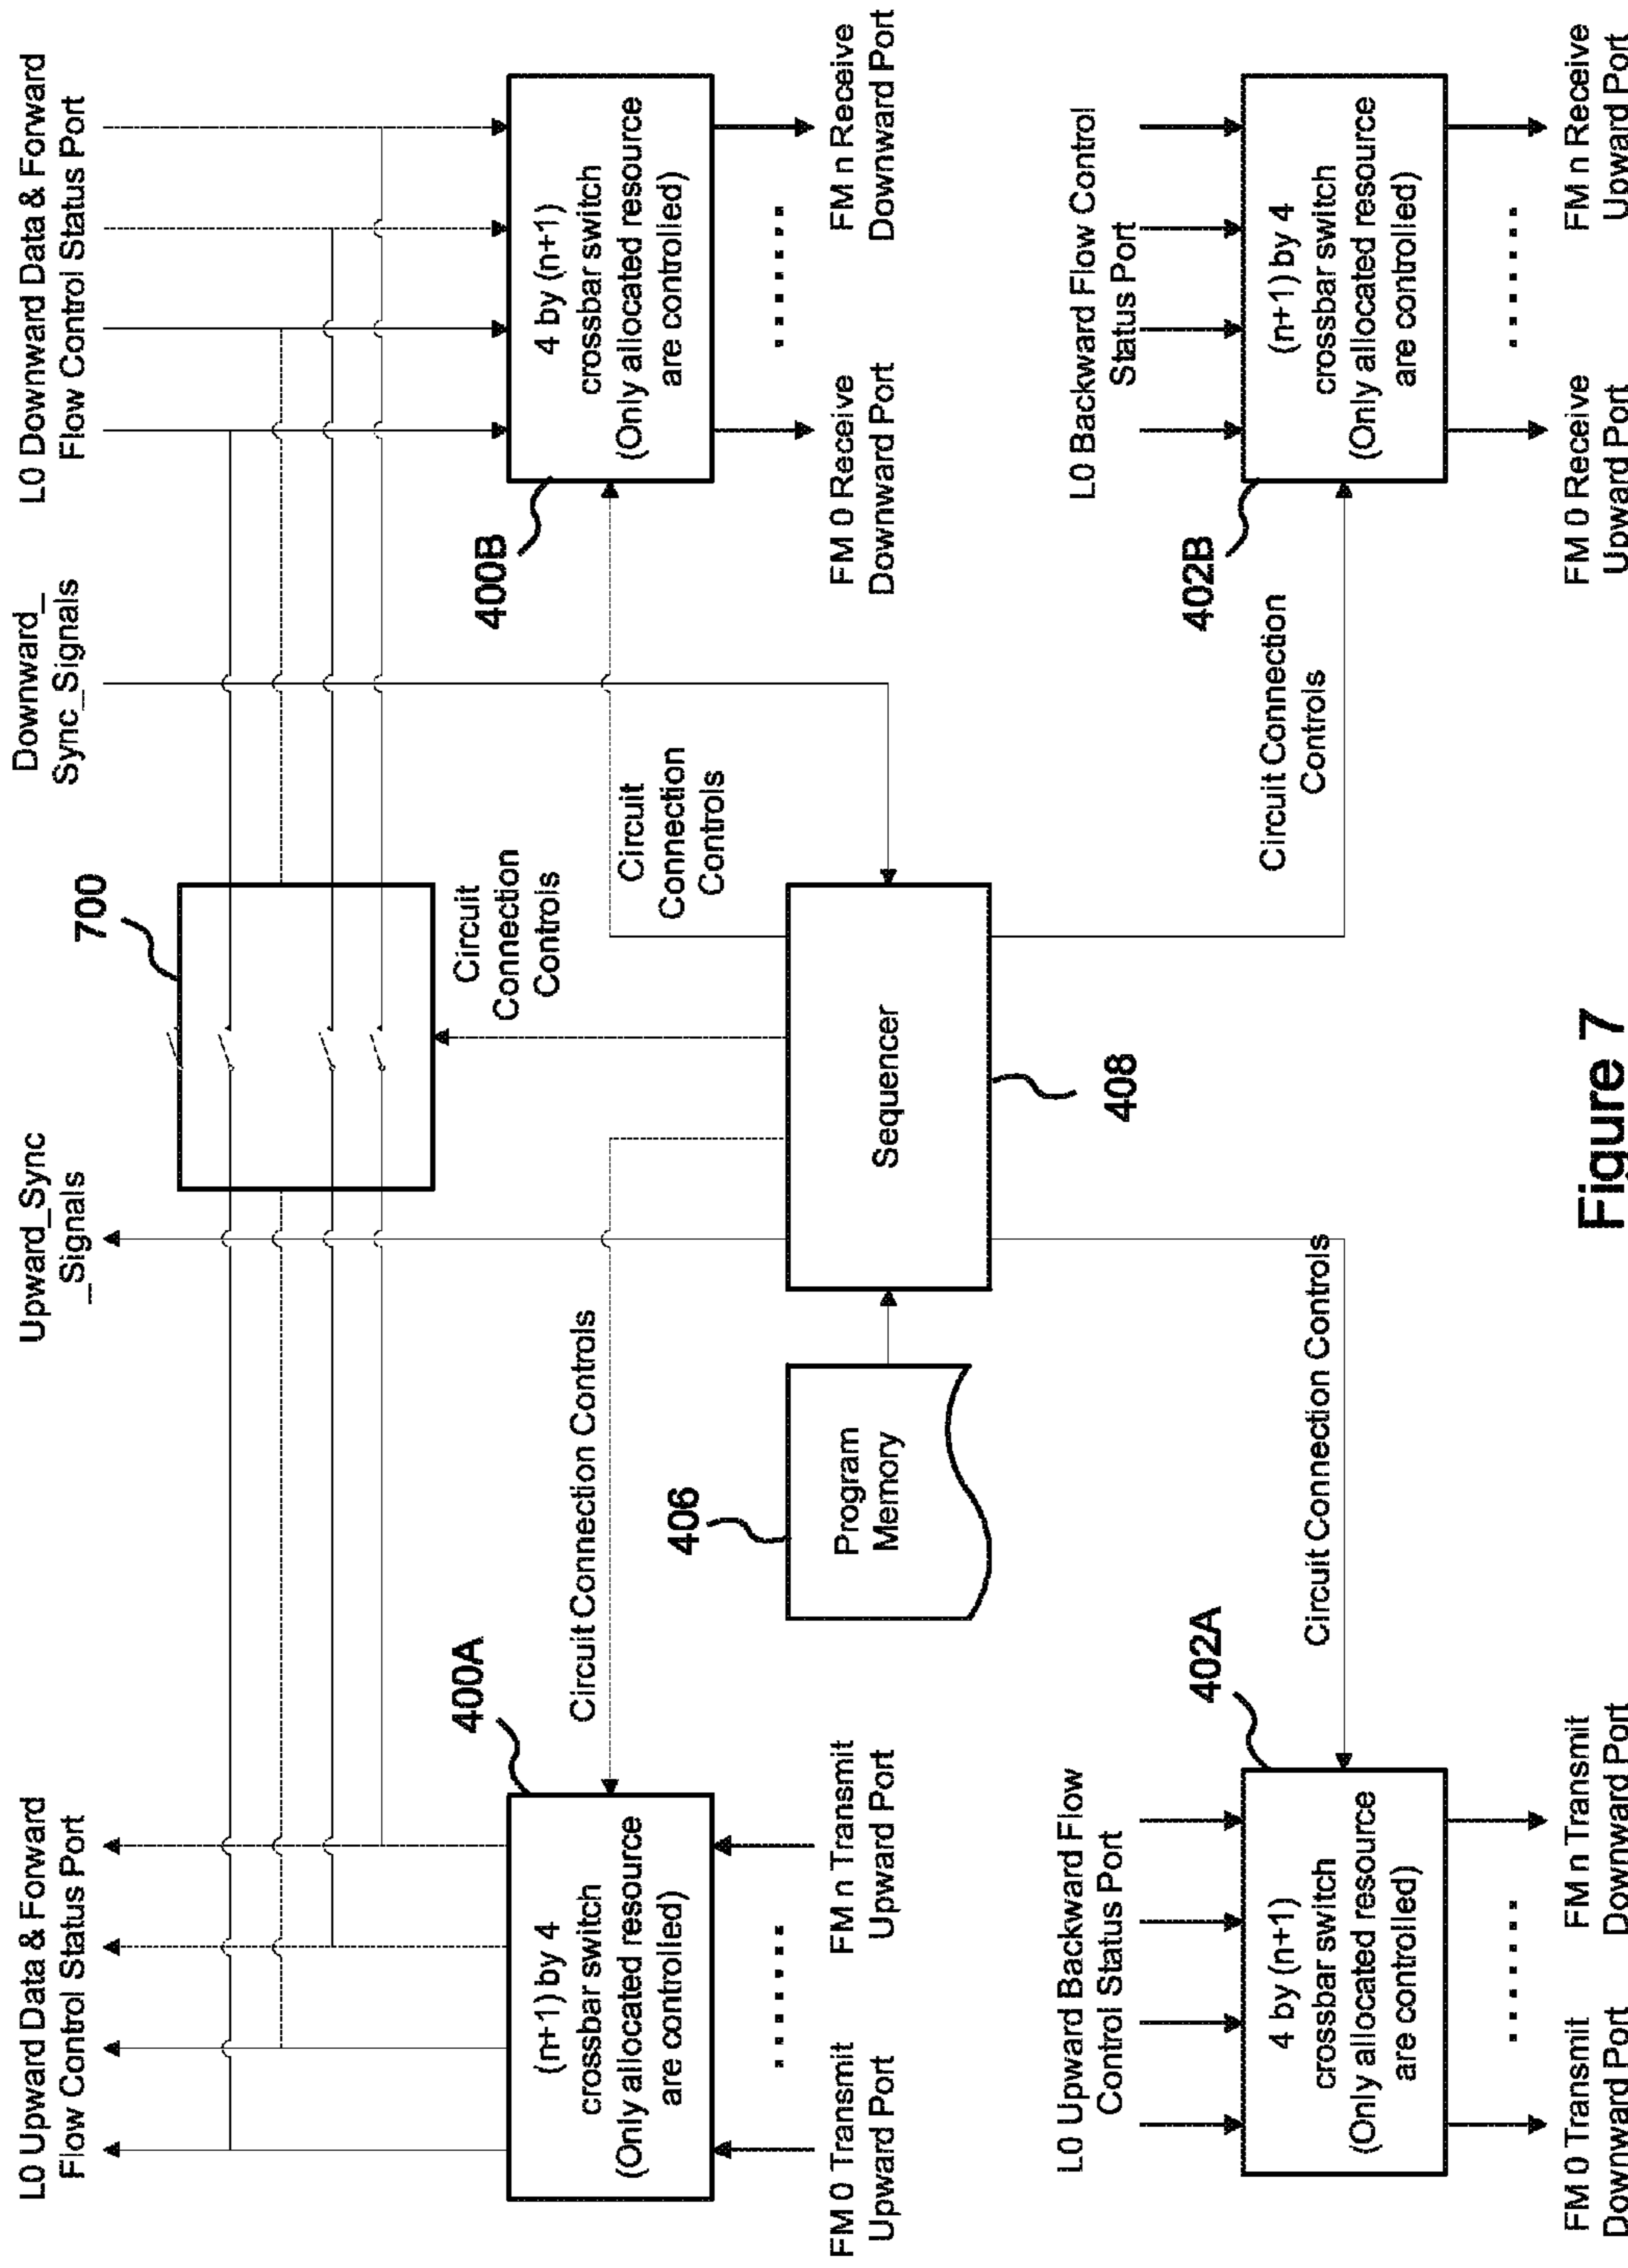 L0 Upward Data & Forward
Flow Control Status Port
Upward_Sync
_Signals
700
Downward_
Sync_Signals
L0 Downward Data & Forward
Flow Control Status Port
400A
(n+1) by 4
crossbar switch
(Only allocated resource
are controlled)
Circuit Connection Controls
Circuit
Connection
Controls
Circuit
Connection
Controls
400B
4 by (n+1)
crossbar switch
(Only allocated resource
are controlled)
FM 0 Transmit
Upward Port
FM n Transmit
Upward Port
406
Program
Memory
Sequencer
408
FM 0 Receive
Downward Port
FM n Receive
Downward Port
L0 Upward Backward Flow
Control Status Port
402A
4 by (n+1)
crossbar switch
(Only allocated resource
are controlled)
Circuit Connection Controls
Circuit Connection
Controls
402B
L0 Backward Flow Control
Status Port
(n+1) by 4
crossbar switch
(Only allocated resource
are controlled)
FM 0 Transmit
Downward Port
FM n Transmit
Downward Port
FM 0 Receive
Upward Port
FM n Receive
Upward Port
Figure 7